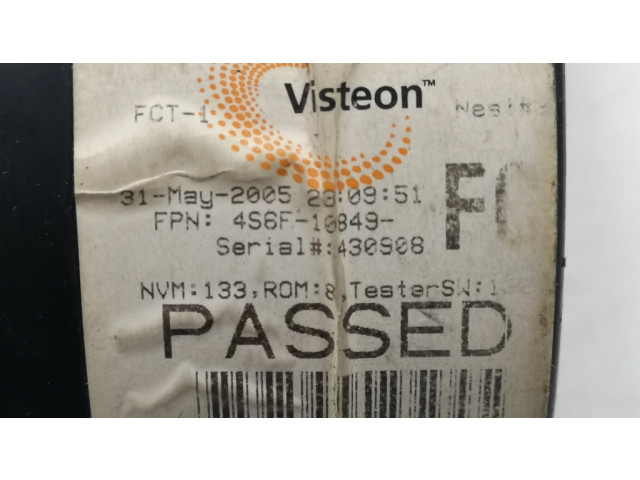 Visteon™
FCT-1
31-May-2005 23:09:51
FPN: 4S6F-10849-
Serial#:430908
NVM:133,ROM:8,TesterSW:
PASSED